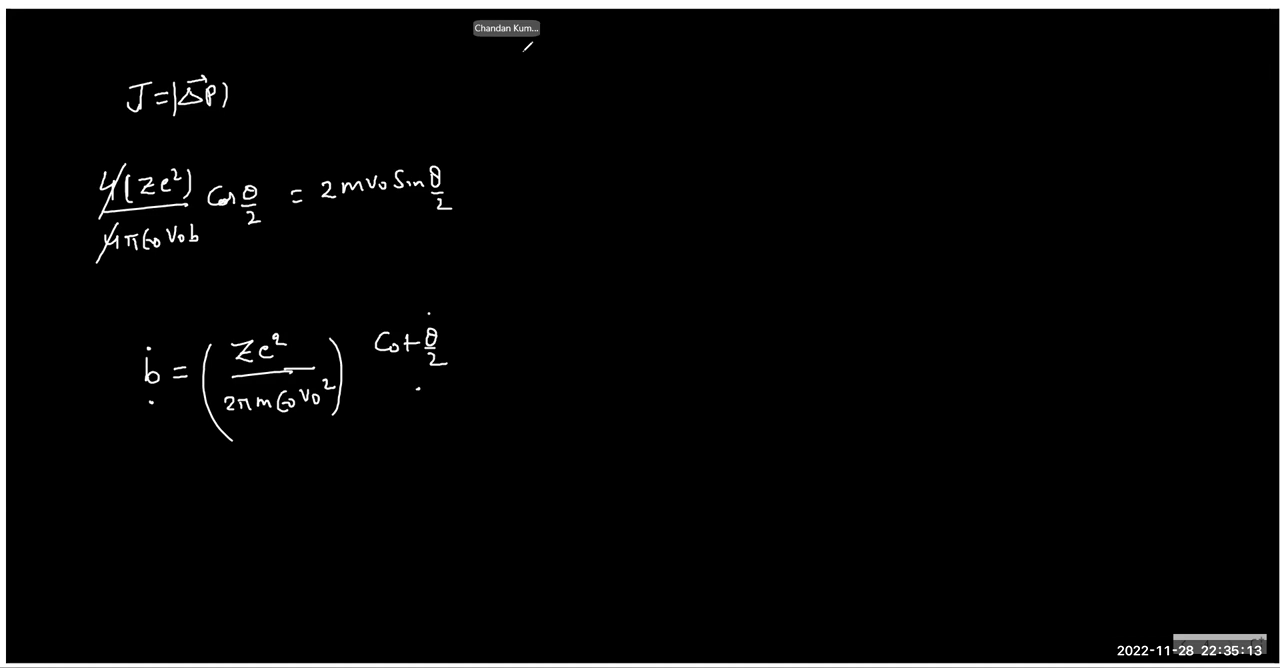 Chandan Kum...
J = |Δp⃗|
4(Ze²)/4πε₀v₀b cos θ/2 = 2mv₀ sin θ/2
b = (Ze²/2πmε₀v₀²) cot θ/2
2022-11-28 22:35:13